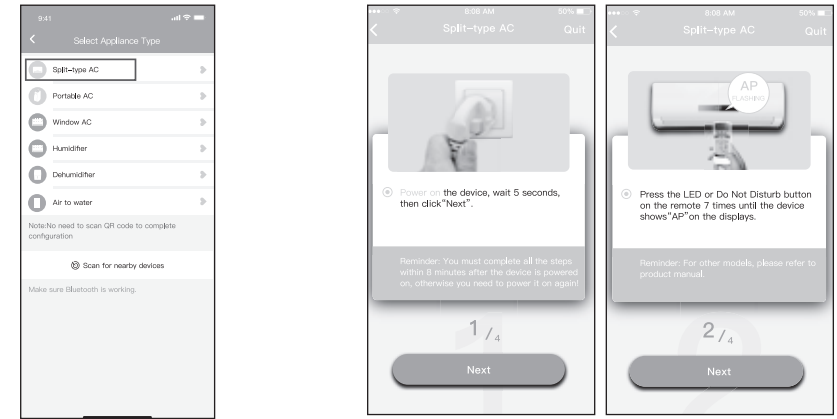 9:41
Select Appliance Type
Split-type AC
Portable AC
Window AC
Humidifier
Dehumidifier
Air to water
Note:No need to scan QR code to complete
configuration
Scan for nearby devices
Make sure Bluetooth is working.
8:00 AM 50%
Split-type AC Quit
Power on the device, wait 5 seconds,
then click"Next".
Reminder: You must complete all the steps
within 8 minutes after the device is powered
on, otherwise you need to power it on again!
1/4
Next
8:08 AM 50%
Split-type AC Quit
AP
FLASHING
Press the LED or Do Not Disturb button
on the remote 7 times until the device
shows"AP"on the displays.
Reminder: For other models, please refer to
product manual.
2/4
Next